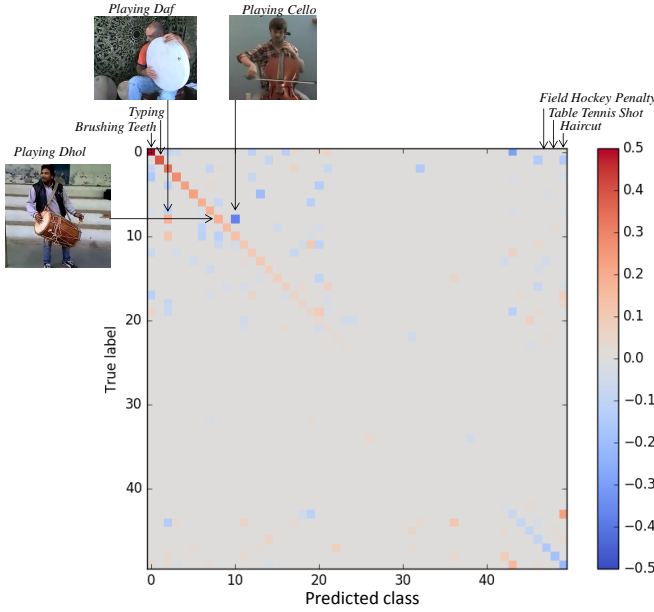 Playing Daf
Playing Cello
Field Hockey Penalty
Typing
Table Tennis Shot
Brushing Teeth
Haircut
Playing Dhol
0
10
20
30
40
True label
0
10
20
30
40
Predicted class
0.5
0.4
0.3
0.2
0.1
0.0
−0.1
−0.2
−0.3
−0.4
−0.5